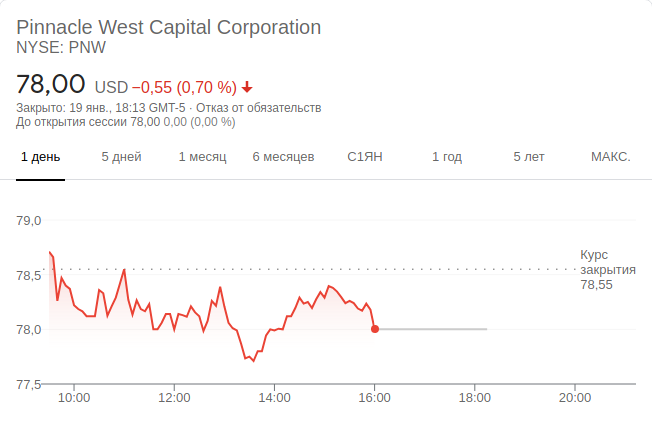 Pinnacle West Capital Corporation
NYSE: PNW
78,00 USD −0,55 (0,70 %)
Закрыто: 19 янв., 18:13 GMT-5 · Отказ от обязательств
До открытия сессии 78,00 0,00 (0,00 %)
1 день 5 дней 1 месяц 6 месяцев С1ЯН 1 год 5 лет МАКС.
79,0
78,5
78,0
77,5
Курс
закрытия
78,55
10:00 12:00 14:00 16:00 18:00 20:00